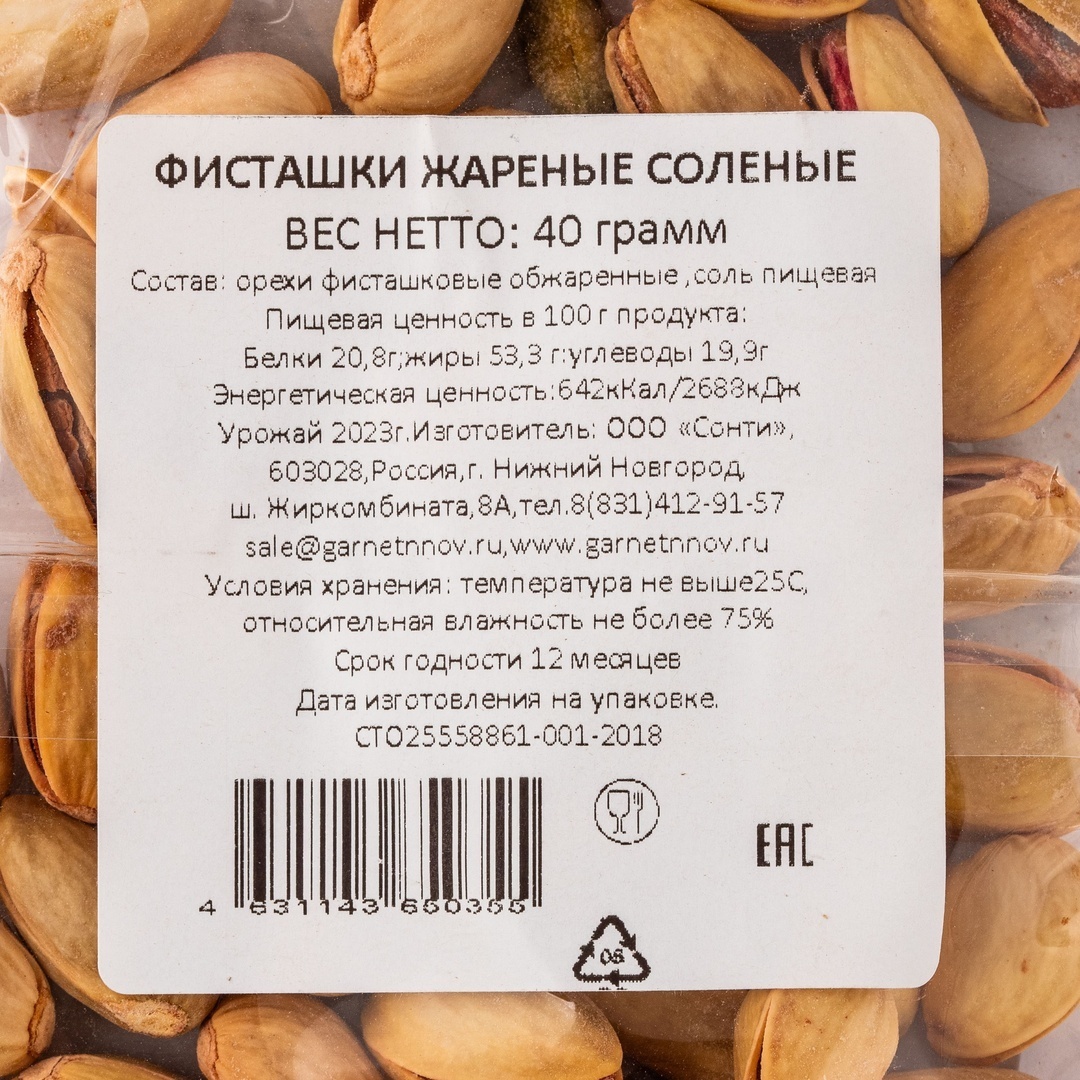 ФИСТАШКИ ЖАРЕНЫЕ СОЛЕНЫЕ
ВЕС НЕТТО: 40 грамм
Состав: орехи фисташковые обжаренные ,соль пищевая
Пищевая ценность в 100 г продукта:
Белки 20,8г;жиры 53,3 г:углеводы 19,9г
Энергетическая ценность:642кКал/2688кДж
Урожай 2023г.Изготовитель: ООО «Сонти»,
603028,Россия,г. Нижний Новгород,
ш. Жиркомбината,8А,тел.8(831)412-91-57
sale@garnetnnov.ru,www.garnetnnov.ru
Условия хранения: температура не выше25С,
относительная влажность не более 75%
Срок годности 12 месяцев
Дата изготовления на упаковке.
СТО25558861-001-2018
4 631143
EAC
06